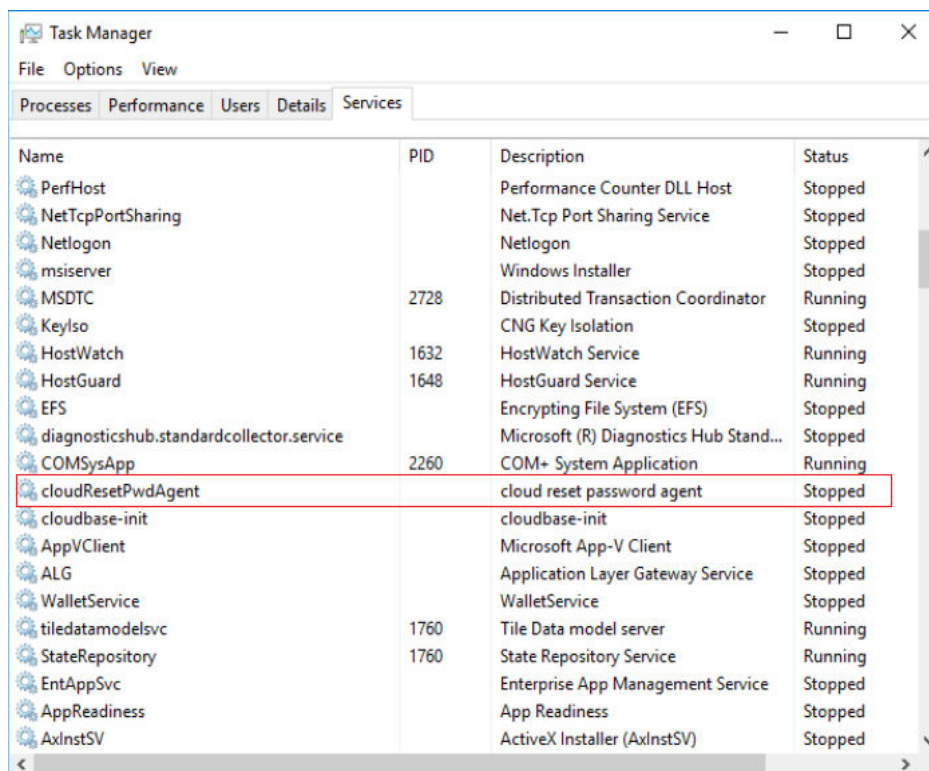 Task Manager
File Options View
Processes Performance Users Details Services
Name PID Description Status
PerfHost Performance Counter DLL Host Stopped
NetTcpPortSharing Net.Tcp Port Sharing Service Stopped
Netlogon Netlogon Stopped
msiserver Windows Installer Stopped
MSDTC 2728 Distributed Transaction Coordinator Running
KeyIso CNG Key Isolation Stopped
HostWatch 1632 HostWatch Service Running
HostGuard 1648 HostGuard Service Running
EFS Encrypting File System (EFS) Stopped
diagnosticshub.standardcollector.service Microsoft (R) Diagnostics Hub Stand... Stopped
COMSysApp 2260 COM+ System Application Running
cloudResetPwdAgent cloud reset password agent Stopped
cloudbase-init cloudbase-init Stopped
AppVClient Microsoft App-V Client Stopped
ALG Application Layer Gateway Service Stopped
WalletService WalletService Stopped
tiledatamodelsvc 1760 Tile Data model server Running
StateRepository 1760 State Repository Service Running
EntAppSvc Enterprise App Management Service Stopped
AppReadiness App Readiness Stopped
AxInstSV ActiveX Installer (AxInstSV) Stopped